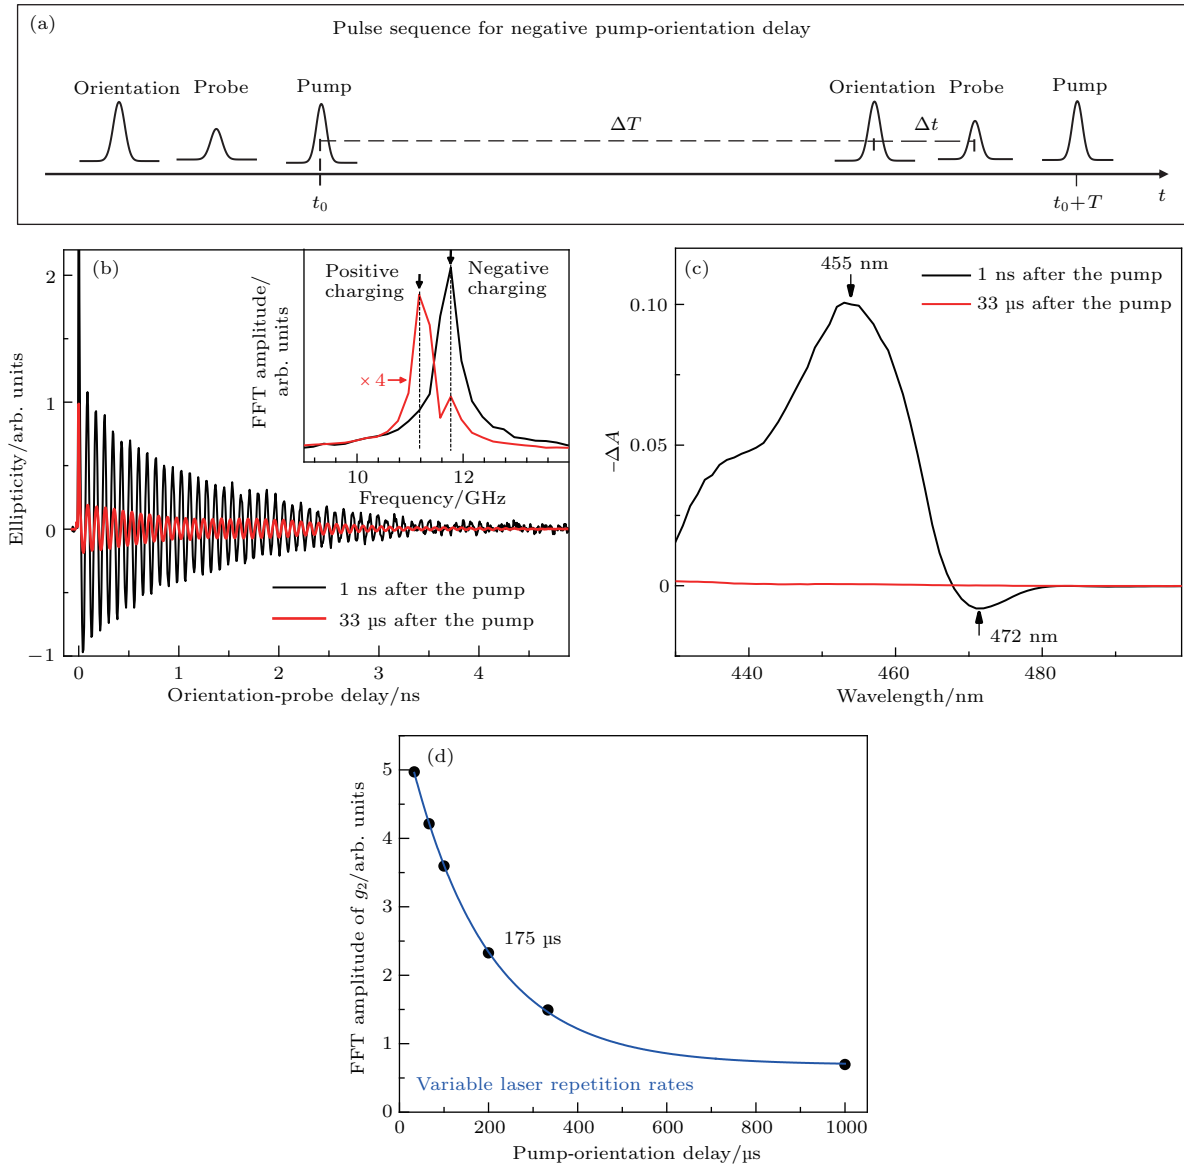 (a)
Pulse sequence for negative pump-orientation delay
Orientation Probe Pump Orientation Probe Pump
ΔT Δt
t0 t0+T t
(b)
Positive charging
Negative charging
×4
FFT amplitude/
arb. units
10 12
Frequency/GHz
Ellipticity/arb. units
2
1
0
−1
1 ns after the pump
33 µs after the pump
0 1 2 3 4
Orientation-probe delay/ns
(c)
455 nm
1 ns after the pump
33 µs after the pump
−ΔA
0.10
0.05
0
472 nm
440 460 480
Wavelength/nm
(d)
FFT amplitude of g2/arb. units
5
4
3
2
1
0
175 µs
Variable laser repetition rates
0 200 400 600 800 1000
Pump-orientation delay/µs